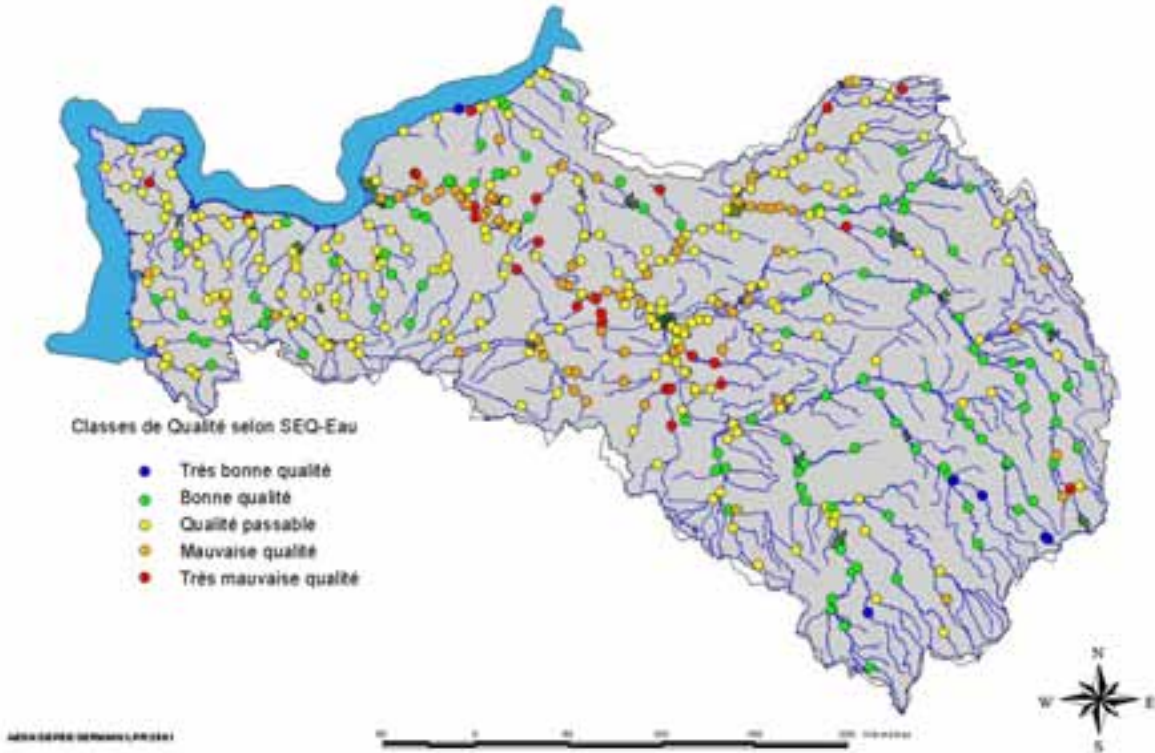 Classes de Qualité selon SEQ-Eau
Très bonne qualité
Bonne qualité
Qualité passable
Mauvaise qualité
Très mauvaise qualité
N
W E
S